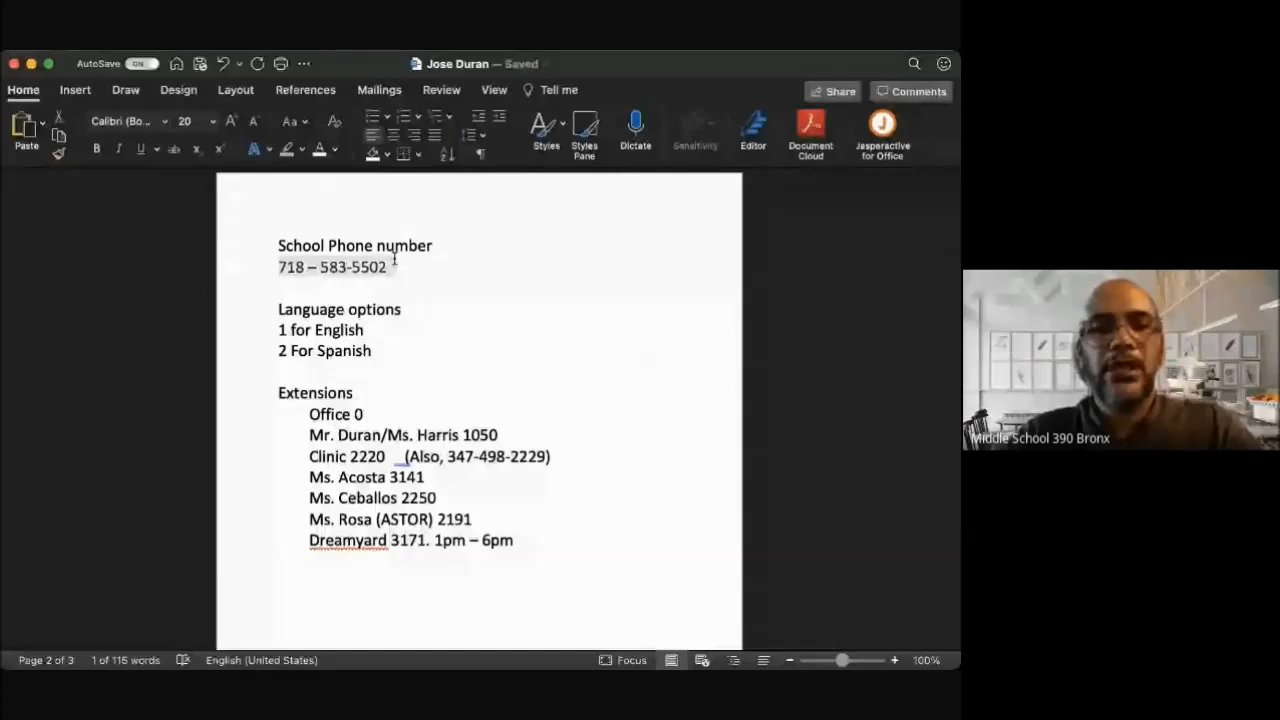 AutoSave ON
Jose Duran — Saved
Home Insert Draw Design Layout References Mailings Review View Tell me
Share Comments
Paste
Calibri (Bo... 20
Styles
Styles Pane
Dictate
Sensitivity
Editor
Document Cloud
Jasperactive for Office
School Phone number
718 – 583-5502
Language options
1 for English
2 For Spanish
Extensions
Office 0
Mr. Duran/Ms. Harris 1050
Clinic 2220 (Also, 347-498-2229)
Ms. Acosta 3141
Ms. Ceballos 2250
Ms. Rosa (ASTOR) 2191
Dreamyard 3171. 1pm – 6pm
Middle School 390 Bronx
Page 2 of 3 1 of 115 words English (United States) Focus 100%